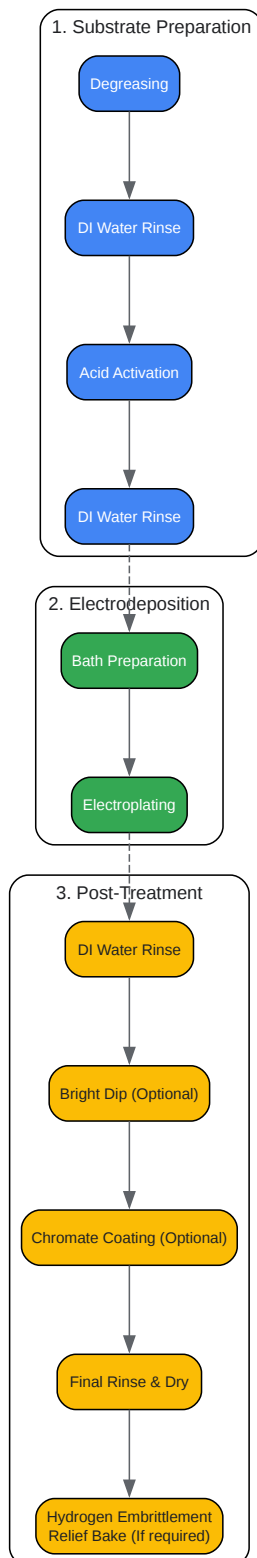 1. Substrate Preparation
Degreasing
DI Water Rinse
Acid Activation
DI Water Rinse
2. Electrodeposition
Bath Preparation
Electroplating
3. Post-Treatment
DI Water Rinse
Bright Dip (Optional)
Chromate Coating (Optional)
Final Rinse & Dry
Hydrogen Embrittlement
Relief Bake (If required)